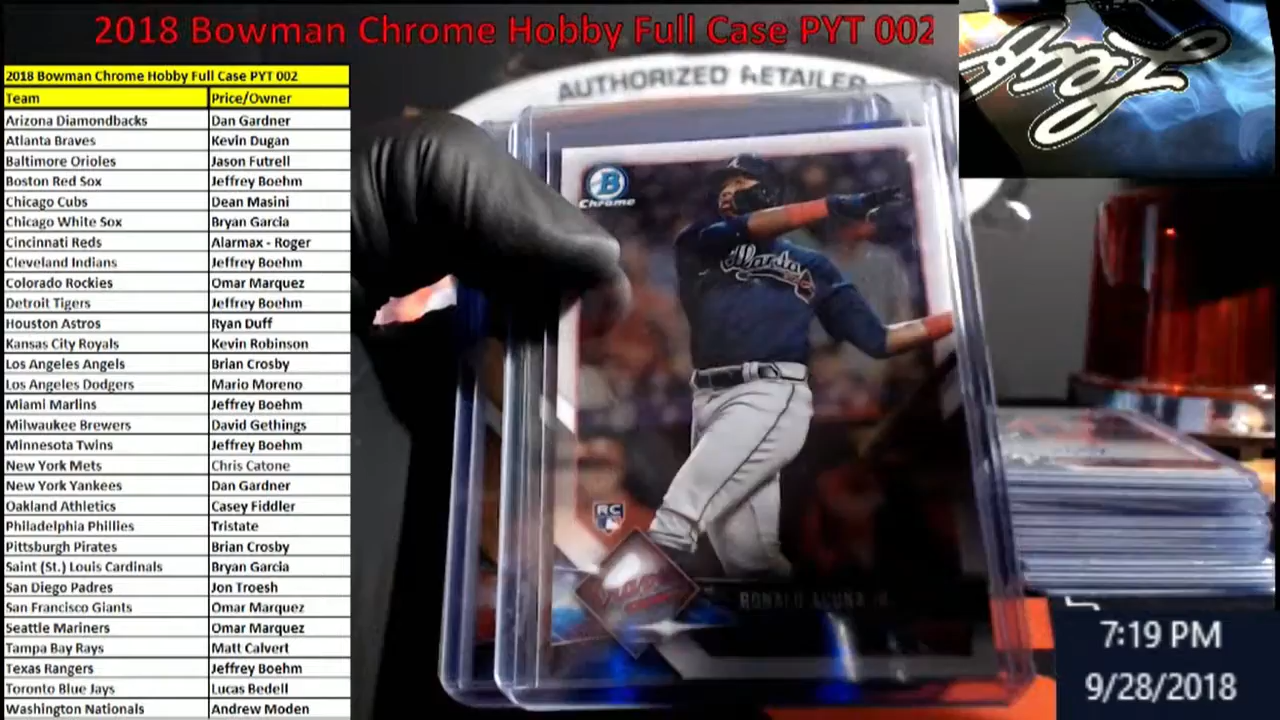 2018 Bowman Chrome Hobby Full Case PYT 002
2018 Bowman Chrome Hobby Full Case PYT 002
Team Price/Owner
Arizona Diamondbacks Dan Gardner
Atlanta Braves Kevin Dugan
Baltimore Orioles Jason Futrell
Boston Red Sox Jeffrey Boehm
Chicago Cubs Dean Masini
Chicago White Sox Bryan Garcia
Cincinnati Reds Alarmax - Roger
Cleveland Indians Jeffrey Boehm
Colorado Rockies Omar Marquez
Detroit Tigers Jeffrey Boehm
Houston Astros Ryan Duff
Kansas City Royals Kevin Robinson
Los Angeles Angels Brian Crosby
Los Angeles Dodgers Mario Moreno
Miami Marlins Jeffrey Boehm
Milwaukee Brewers David Gethings
Minnesota Twins Jeffrey Boehm
New York Mets Chris Catone
New York Yankees Dan Gardner
Oakland Athletics Casey Fiddler
Philadelphia Phillies Tristate
Pittsburgh Pirates Brian Crosby
Saint (St.) Louis Cardinals Bryan Garcia
San Diego Padres Jon Troesh
San Francisco Giants Omar Marquez
Seattle Mariners Omar Marquez
Tampa Bay Rays Matt Calvert
Texas Rangers Jeffrey Boehm
Toronto Blue Jays Lucas Bedell
Washington Nationals Andrew Moden
AUTHORIZED RETAILER
B
Chrome
Atlanta
RC
Braves
RONALD ACUÑA JR.
7:19 PM
9/28/2018